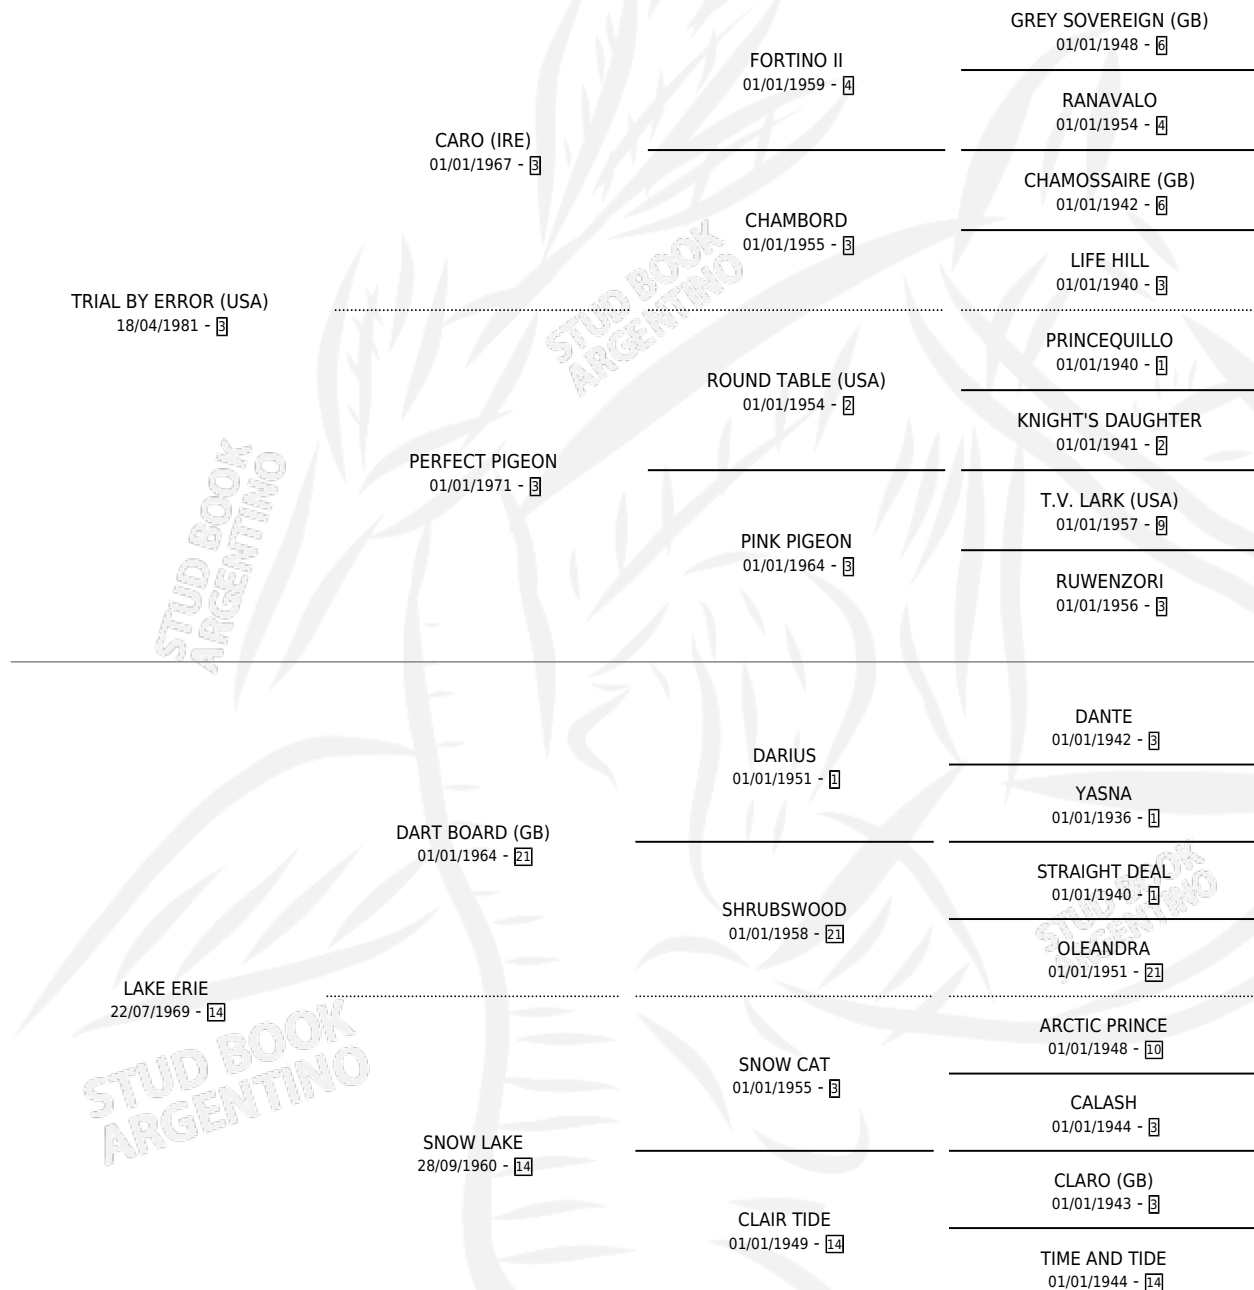 GREY SOVEREIGN (GB)
01/01/1948 - 6
FORTINO II
01/01/1959 - 4
RANAVALO
01/01/1954 - 4
CARO (IRE)
01/01/1967 - 3
CHAMOSSAIRE (GB)
01/01/1942 - 6
CHAMBORD
01/01/1955 - 3
LIFE HILL
01/01/1940 - 3
TRIAL BY ERROR (USA)
18/04/1981 - 3
STUD BOOK
ARGENTINO
PRINCEQUILLO
01/01/1940 - 1
ROUND TABLE (USA)
01/01/1954 - 2
KNIGHT'S DAUGHTER
01/01/1941 - 2
PERFECT PIGEON
01/01/1971 - 3
T.V. LARK (USA)
01/01/1957 - 9
PINK PIGEON
01/01/1964 - 3
RUWENZORI
01/01/1956 - 3
STUD BOOK
ARGENTINO
DANTE
01/01/1942 - 3
DARIUS
01/01/1951 - 1
YASNA
01/01/1936 - 1
DART BOARD (GB)
01/01/1964 - 21
STRAIGHT DEAL
01/01/1940 - 1
SHRUBSWOOD
01/01/1958 - 21
STUD BOOK
ARGENTINO
OLEANDRA
01/01/1951 - 21
LAKE ERIE
22/07/1969 - 14
STUD BOOK
ARGENTINO
ARCTIC PRINCE
01/01/1948 - 10
SNOW CAT
01/01/1955 - 3
CALASH
01/01/1944 - 3
SNOW LAKE
28/09/1960 - 14
CLARO (GB)
01/01/1943 - 3
CLAIR TIDE
01/01/1949 - 14
TIME AND TIDE
01/01/1944 - 14